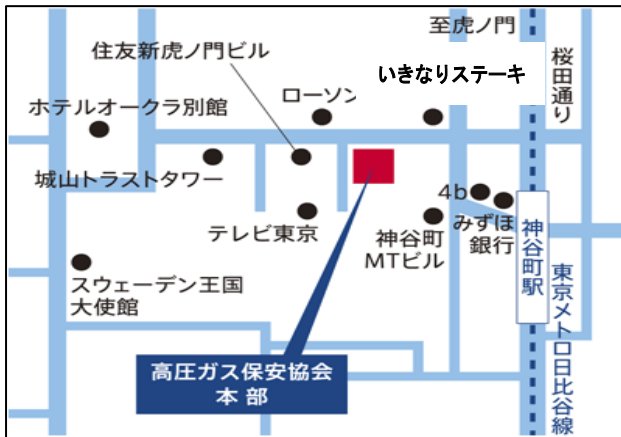 至虎ノ門
住友新虎ノ門ビル
いきなりステーキ
桜田通り
ローソン
ホテルオークラ別館
城山トラストタワー
4b
みずほ
銀行
テレビ東京
神谷町
MTビル
神谷町駅
スウェーデン王国
大使館
東京メトロ日比谷線
高圧ガス保安協会
本部